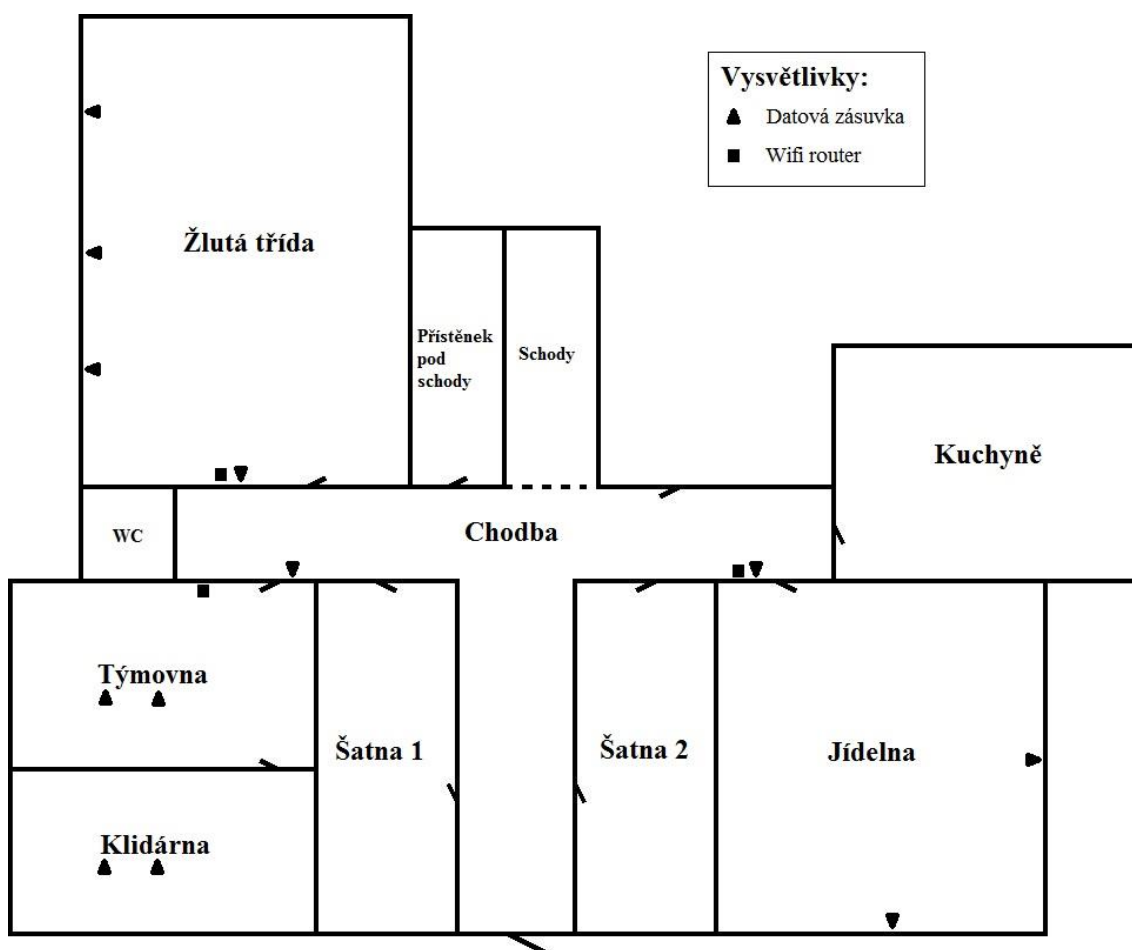 Vysvětlivky:
Datová zásuvka
Wifi router
Žlutá třída
Přístěnek
pod
schody
Schody
Kuchyně
WC
Chodba
Týmovna
Šatna 1
Šatna 2
Jídelna
Klidárna